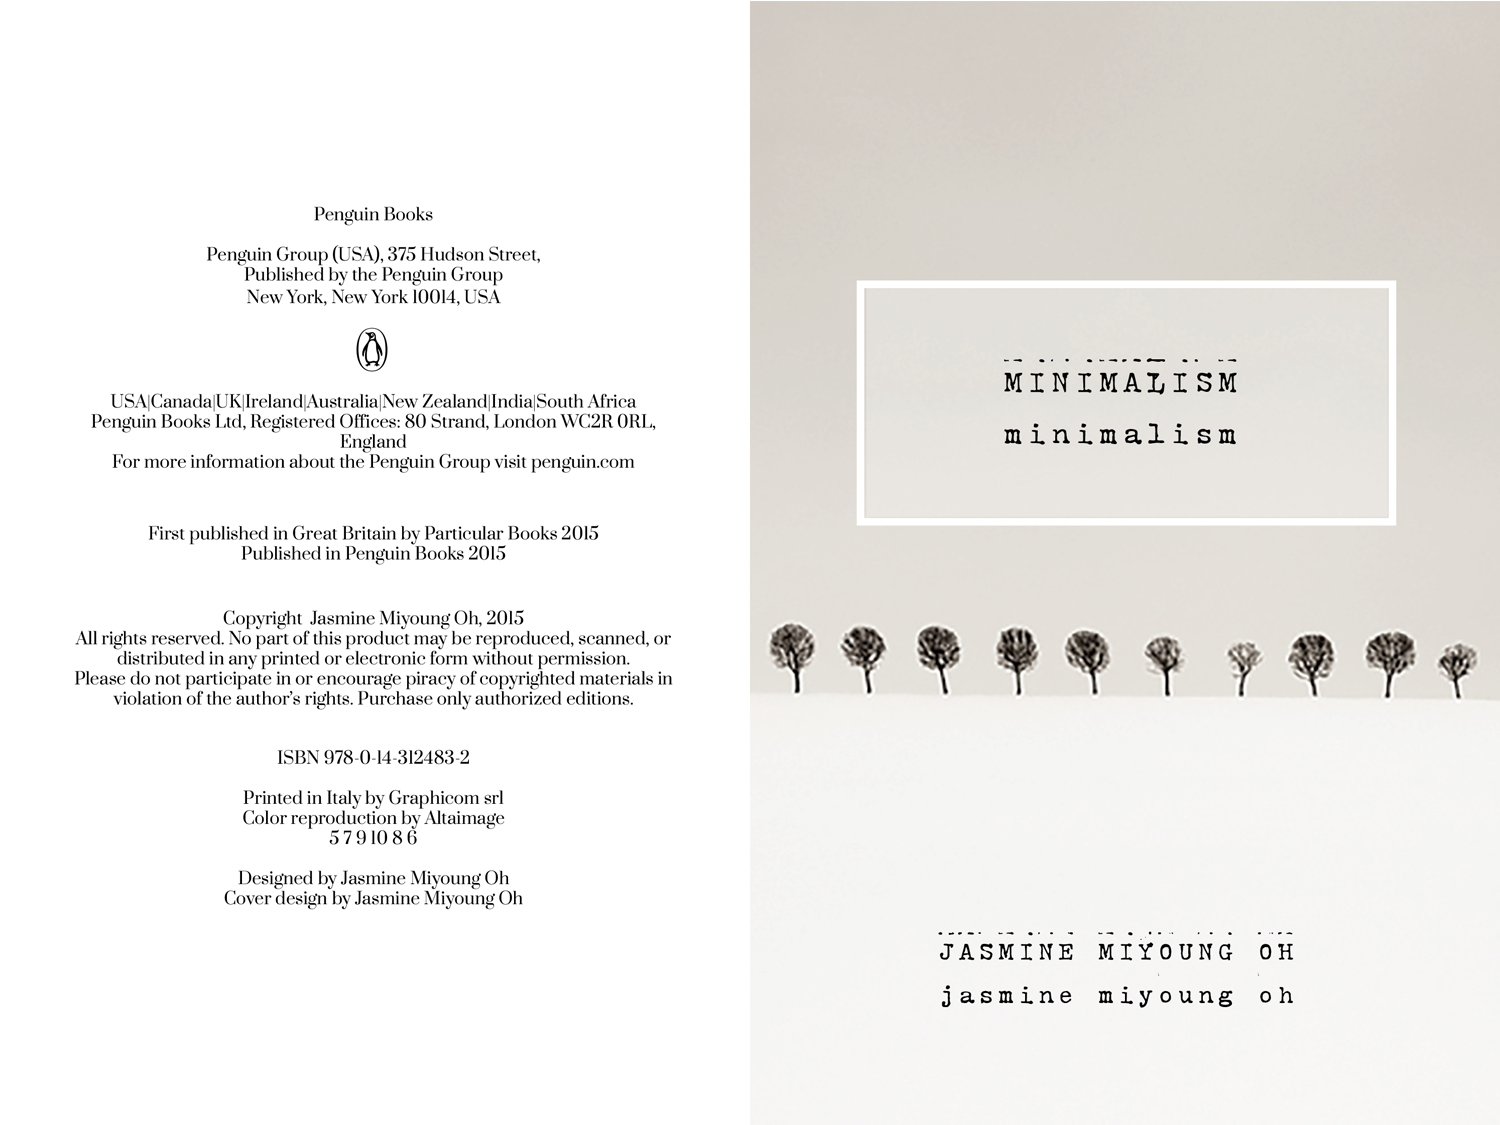 Penguin Books
Penguin Group (USA), 375 Hudson Street,
Published by the Penguin Group
New York, New York 10014, USA
USA|Canada|UK|Ireland|Australia|New Zealand|India|South Africa
Penguin Books Ltd, Registered Offices: 80 Strand, London WC2R 0RL,
England
For more information about the Penguin Group visit penguin.com
First published in Great Britain by Particular Books 2015
Published in Penguin Books 2015
Copyright Jasmine Miyoung Oh, 2015
All rights reserved. No part of this product may be reproduced, scanned, or
distributed in any printed or electronic form without permission.
Please do not participate in or encourage piracy of copyrighted materials in
violation of the author's rights. Purchase only authorized editions.
ISBN 978-0-14-312483-2
Printed in Italy by Graphicom srl
Color reproduction by Altaimage
5 7 9 10 8 6
Designed by Jasmine Miyoung Oh
Cover design by Jasmine Miyoung Oh
MINIMALISM
minimalism
JASMINE MIYOUNG OH
jasmine miyoung oh